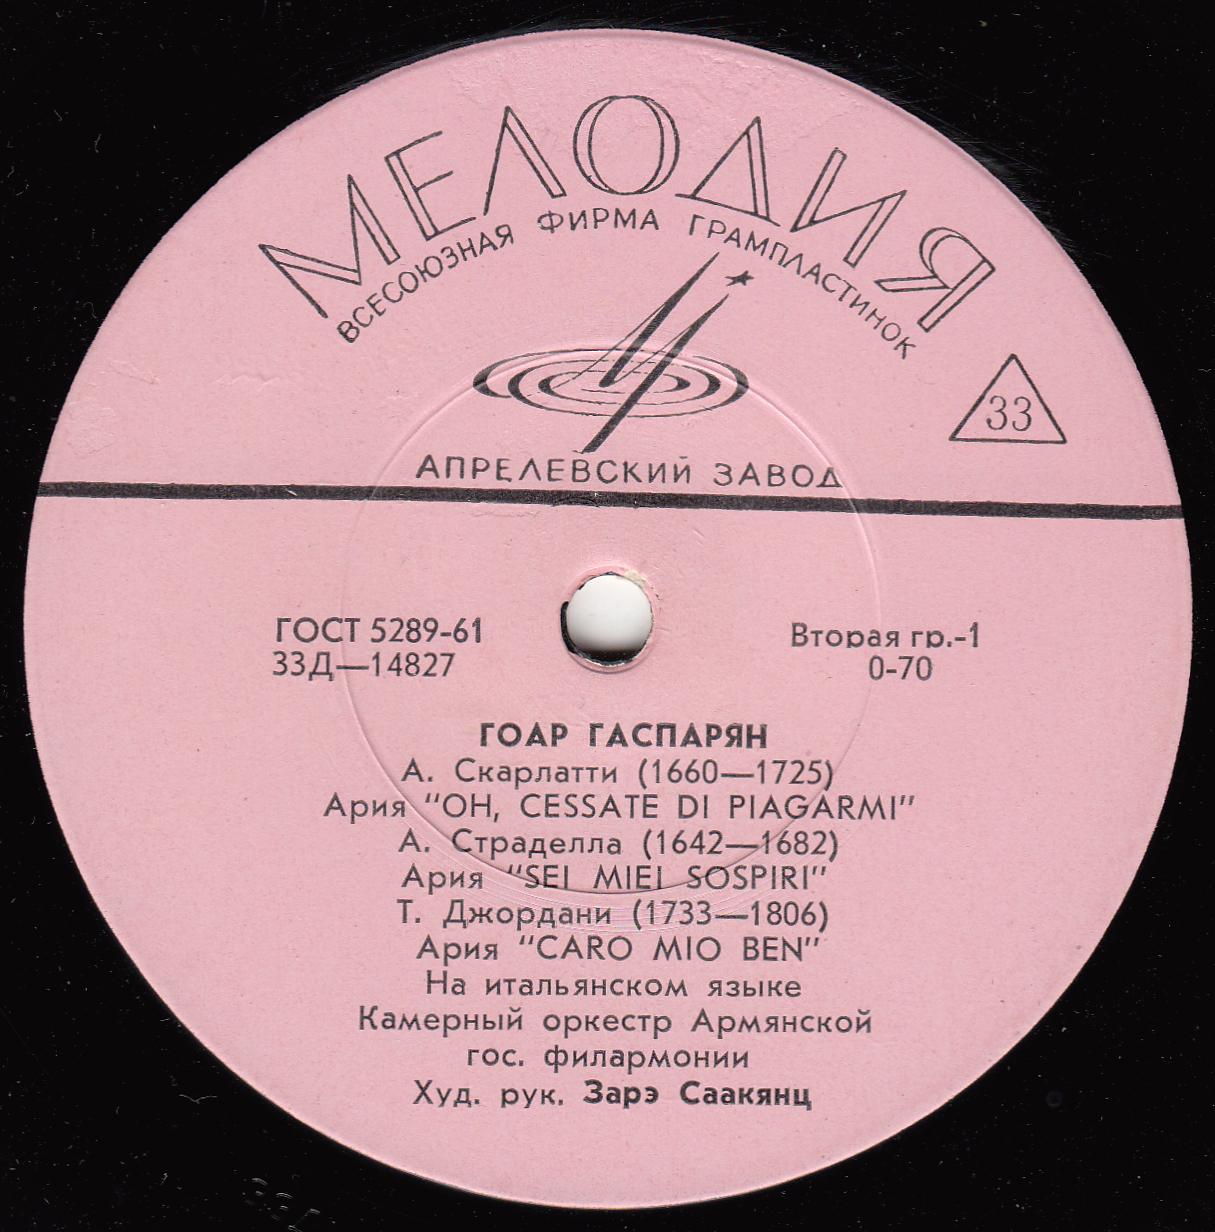 МЕЛОДИЯ
ВСЕСОЮЗНАЯ ФИРМА ГРАМПЛАСТИНОК
33
АПРЕЛЕВСКИЙ ЗАВОД
ГОСТ 5289-61
Вторая гр.-1
33Д—14827
0-70
ГОАР ГАСПАРЯН
А. Скарлатти (1660—1725)
Ария "OH, CESSATE DI PIAGARMI"
А. Страделла (1642—1682)
Ария "SEI MIEI SOSPIRI"
Т. Джордани (1733—1806)
Ария "CARO MIO BEN"
На итальянском языке
Камерный оркестр Армянской
гос. филармонии
Худ. рук. Зарэ Саакянц